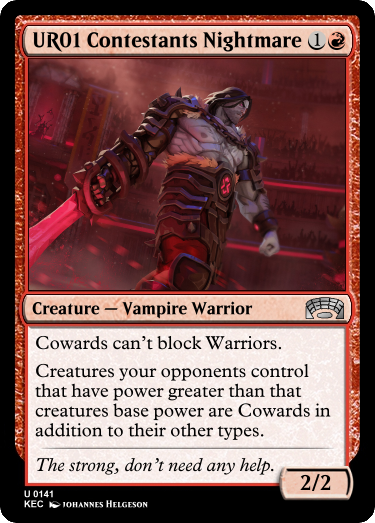 UR01 Contestants Nightmare 1
Creature — Vampire Warrior
Cowards can't block Warriors.
Creatures your opponents control
that have power greater than that
creatures base power are Cowards in
addition to their other types.
The strong, don't need any help.
2/2
U 0141
KEC Johannes Helgeson